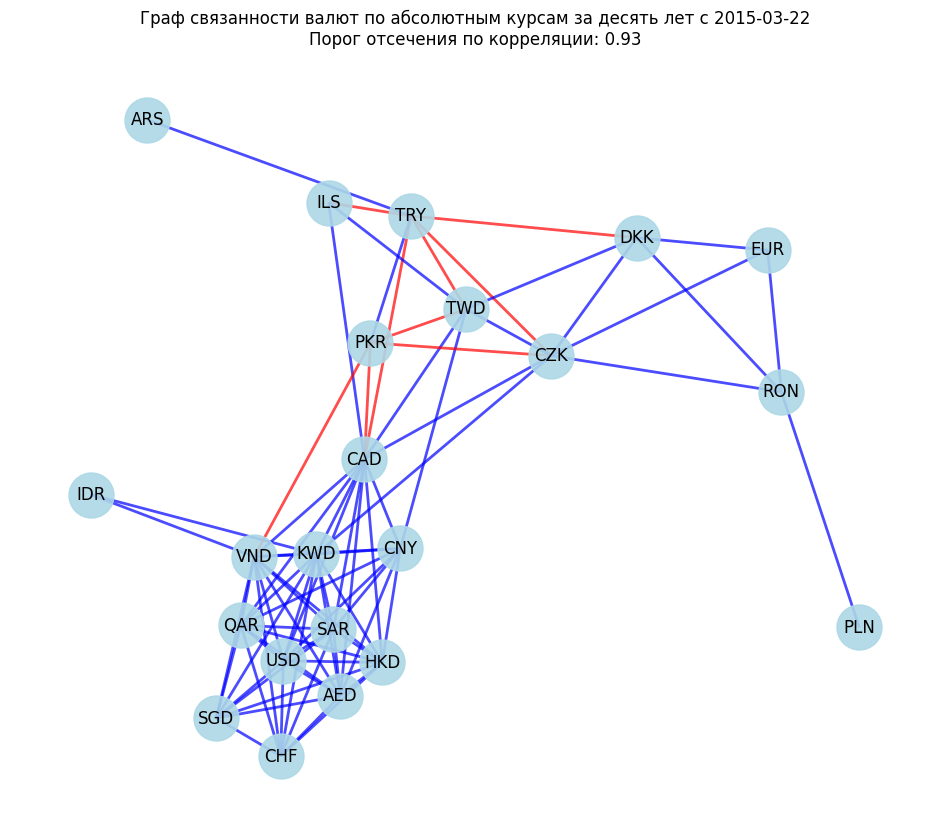 Граф связанности валют по абсолютным курсам за десять лет с 2015-03-22
Порог отсечения по корреляции: 0.93
ARS
ILS
TRY
DKK
EUR
TWD
PKR
CZK
RON
CAD
IDR
VND
KWD
CNY
QAR
SAR
PLN
USD
HKD
AED
SGD
CHF